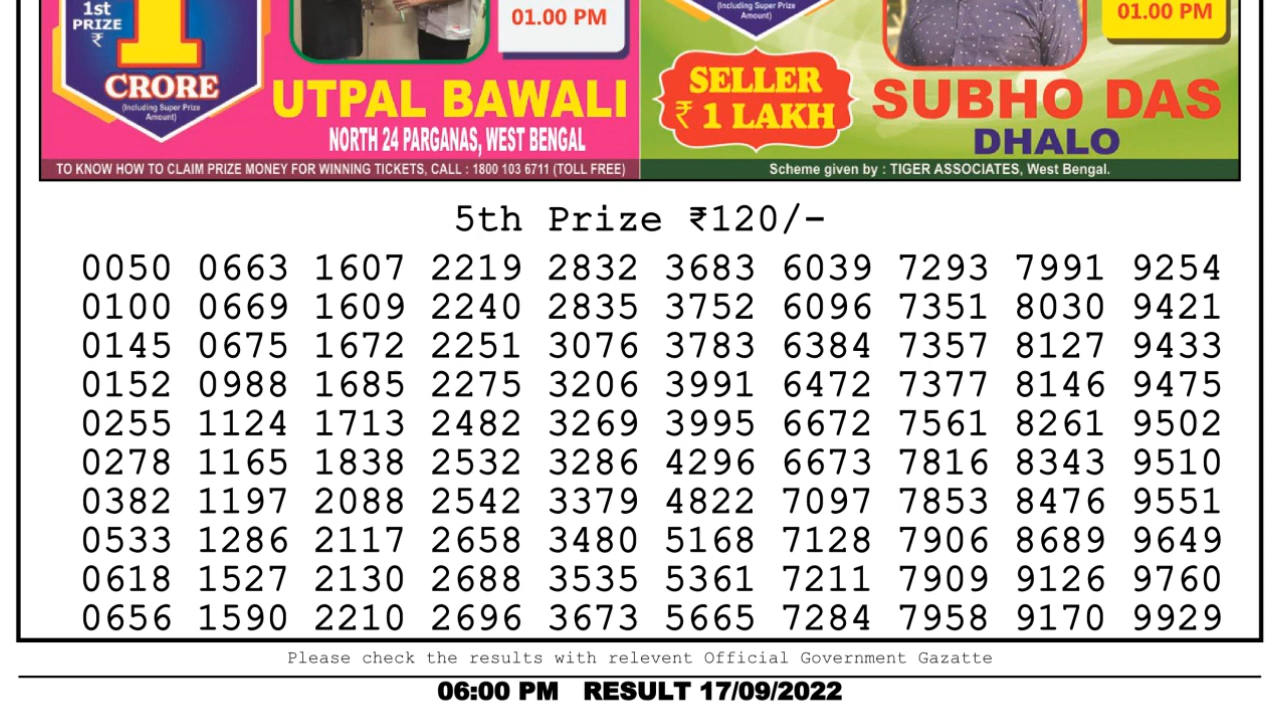 1st
PRIZE
₹
1
CRORE
(Including Super Prize
Amount)
01.00 PM
UTPAL BAWALI
NORTH 24 PARGANAS, WEST BENGAL
(Including Super Prize
Amount)
SELLER
₹ 1 LAKH
01.00 PM
SUBHO DAS
DHALO
TO KNOW HOW TO CLAIM PRIZE MONEY FOR WINNING TICKETS, CALL : 1800 103 6711 (TOLL FREE)
Scheme given by : TIGER ASSOCIATES, West Bengal.
5th Prize ₹120/-
0050 0663 1607 2219 2832 3683 6039 7293 7991 9254
0100 0669 1609 2240 2835 3752 6096 7351 8030 9421
0145 0675 1672 2251 3076 3783 6384 7357 8127 9433
0152 0988 1685 2275 3206 3991 6472 7377 8146 9475
0255 1124 1713 2482 3269 3995 6672 7561 8261 9502
0278 1165 1838 2532 3286 4296 6673 7816 8343 9510
0382 1197 2088 2542 3379 4822 7097 7853 8476 9551
0533 1286 2117 2658 3480 5168 7128 7906 8689 9649
0618 1527 2130 2688 3535 5361 7211 7909 9126 9760
0656 1590 2210 2696 3673 5665 7284 7958 9170 9929
Please check the results with relevent Official Government Gazatte
06:00 PM RESULT 17/09/2022